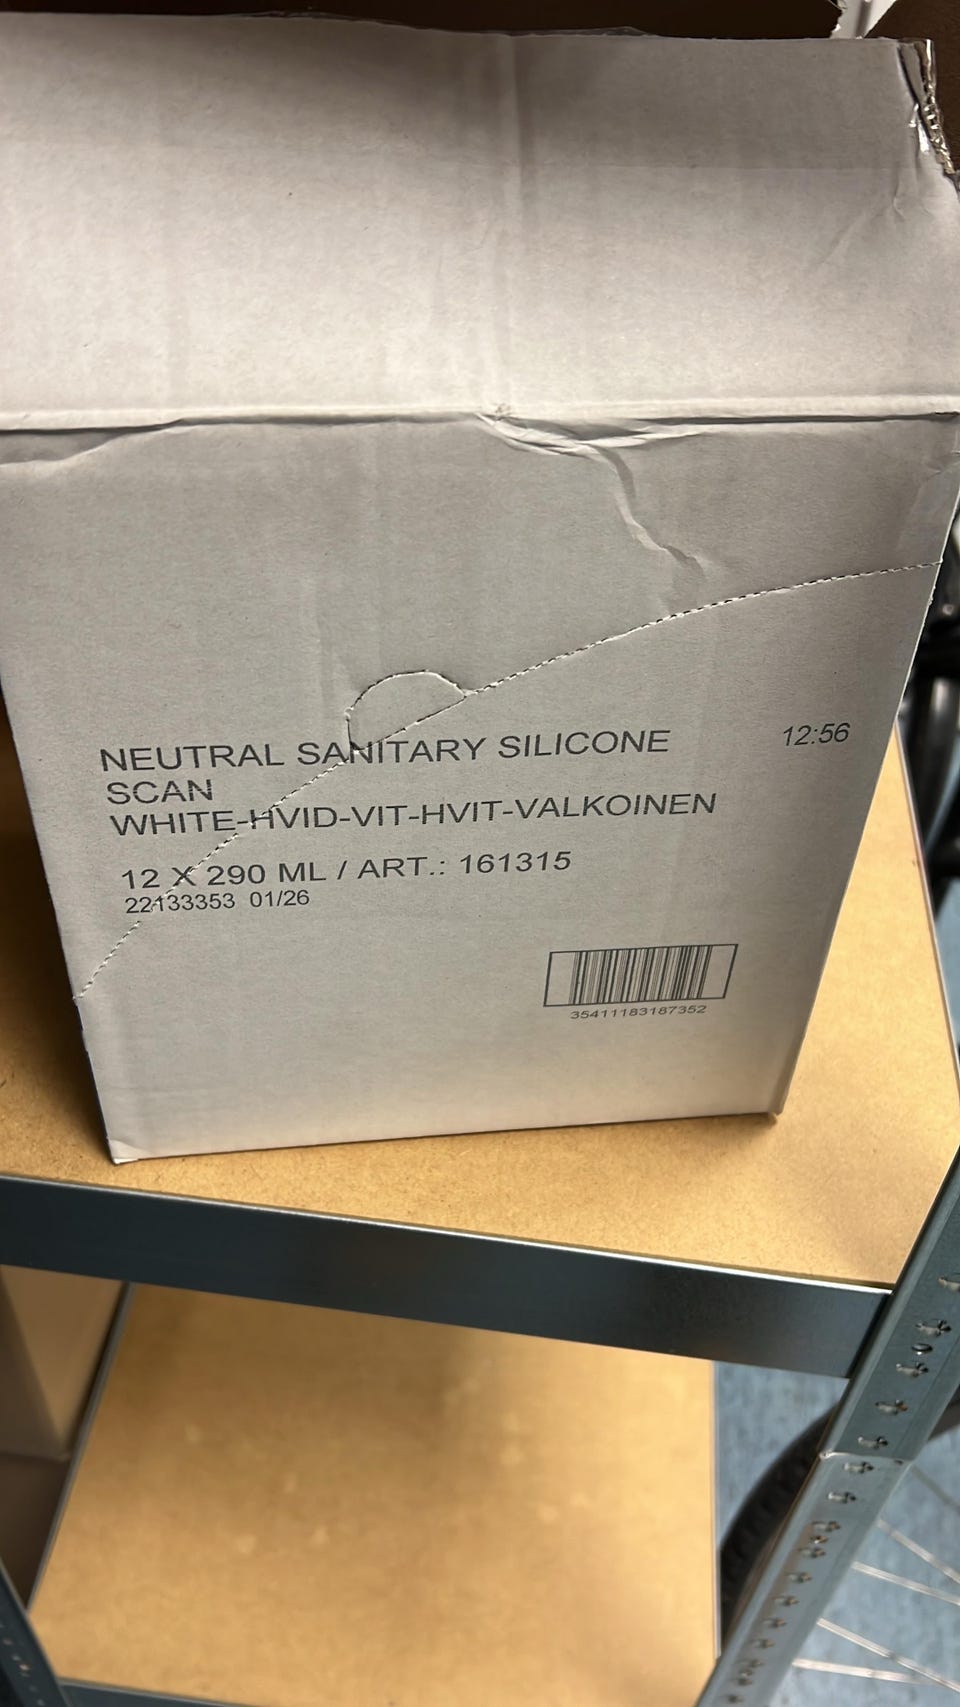 NEUTRAL SANITARY SILICONE 12:56
SCAN
WHITE-HVID-VIT-HVIT-VALKOINEN
12 X 290 ML / ART.: 161315
22133353 01/26
35411183187352